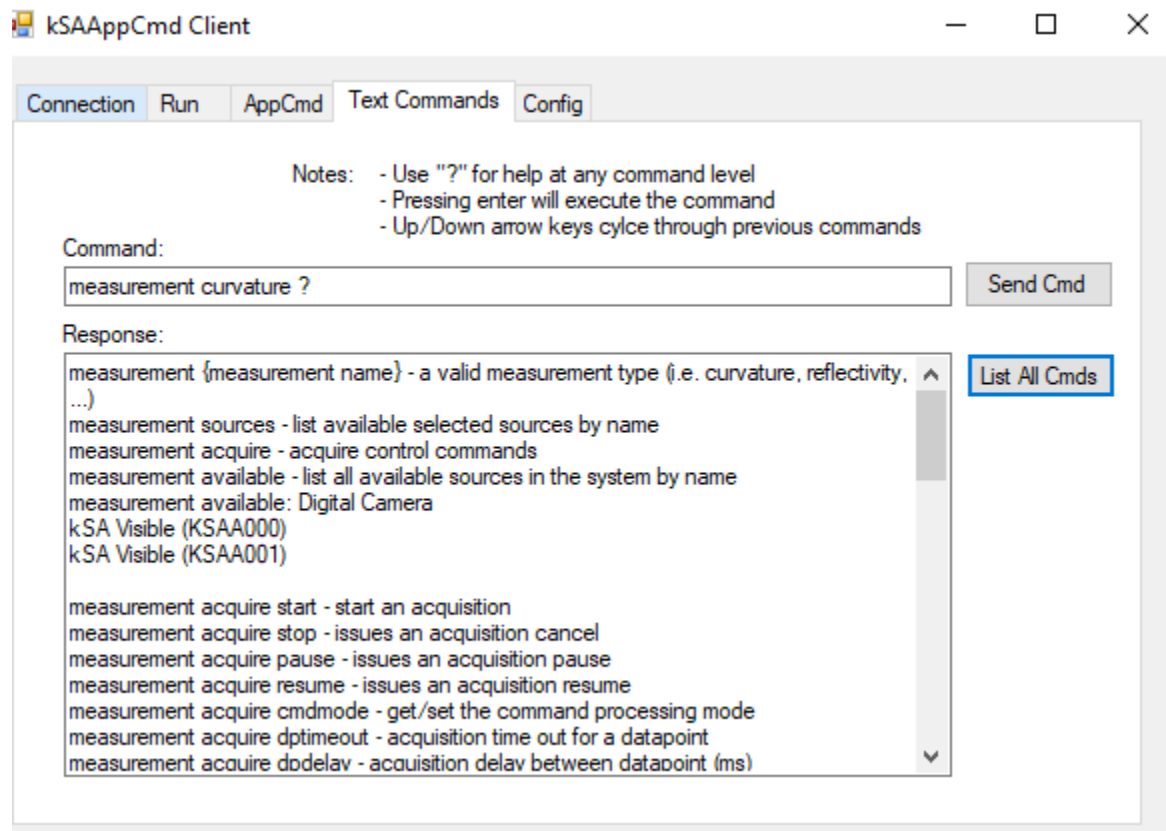 kSAAppCmd Client
Connection Run AppCmd Text Commands Config
Notes: - Use "?" for help at any command level
- Pressing enter will execute the command
- Up/Down arrow keys cylce through previous commands
Command:
measurement curvature ?
Send Cmd
Response:
measurement {measurement name} - a valid measurement type (i.e. curvature, reflectivity,
...)
measurement sources - list available selected sources by name
measurement acquire - acquire control commands
measurement available - list all available sources in the system by name
measurement available: Digital Camera
kSA Visible (KSAA000)
kSA Visible (KSAA001)
measurement acquire start - start an acquisition
measurement acquire stop - issues an acquisition cancel
measurement acquire pause - issues an acquisition pause
measurement acquire resume - issues an acquisition resume
measurement acquire cmdmode - get/set the command processing mode
measurement acquire dptimeout - acquisition time out for a datapoint
measurement acquire dpdelay - acquisition delay between datapoint (ms)
List All Cmds